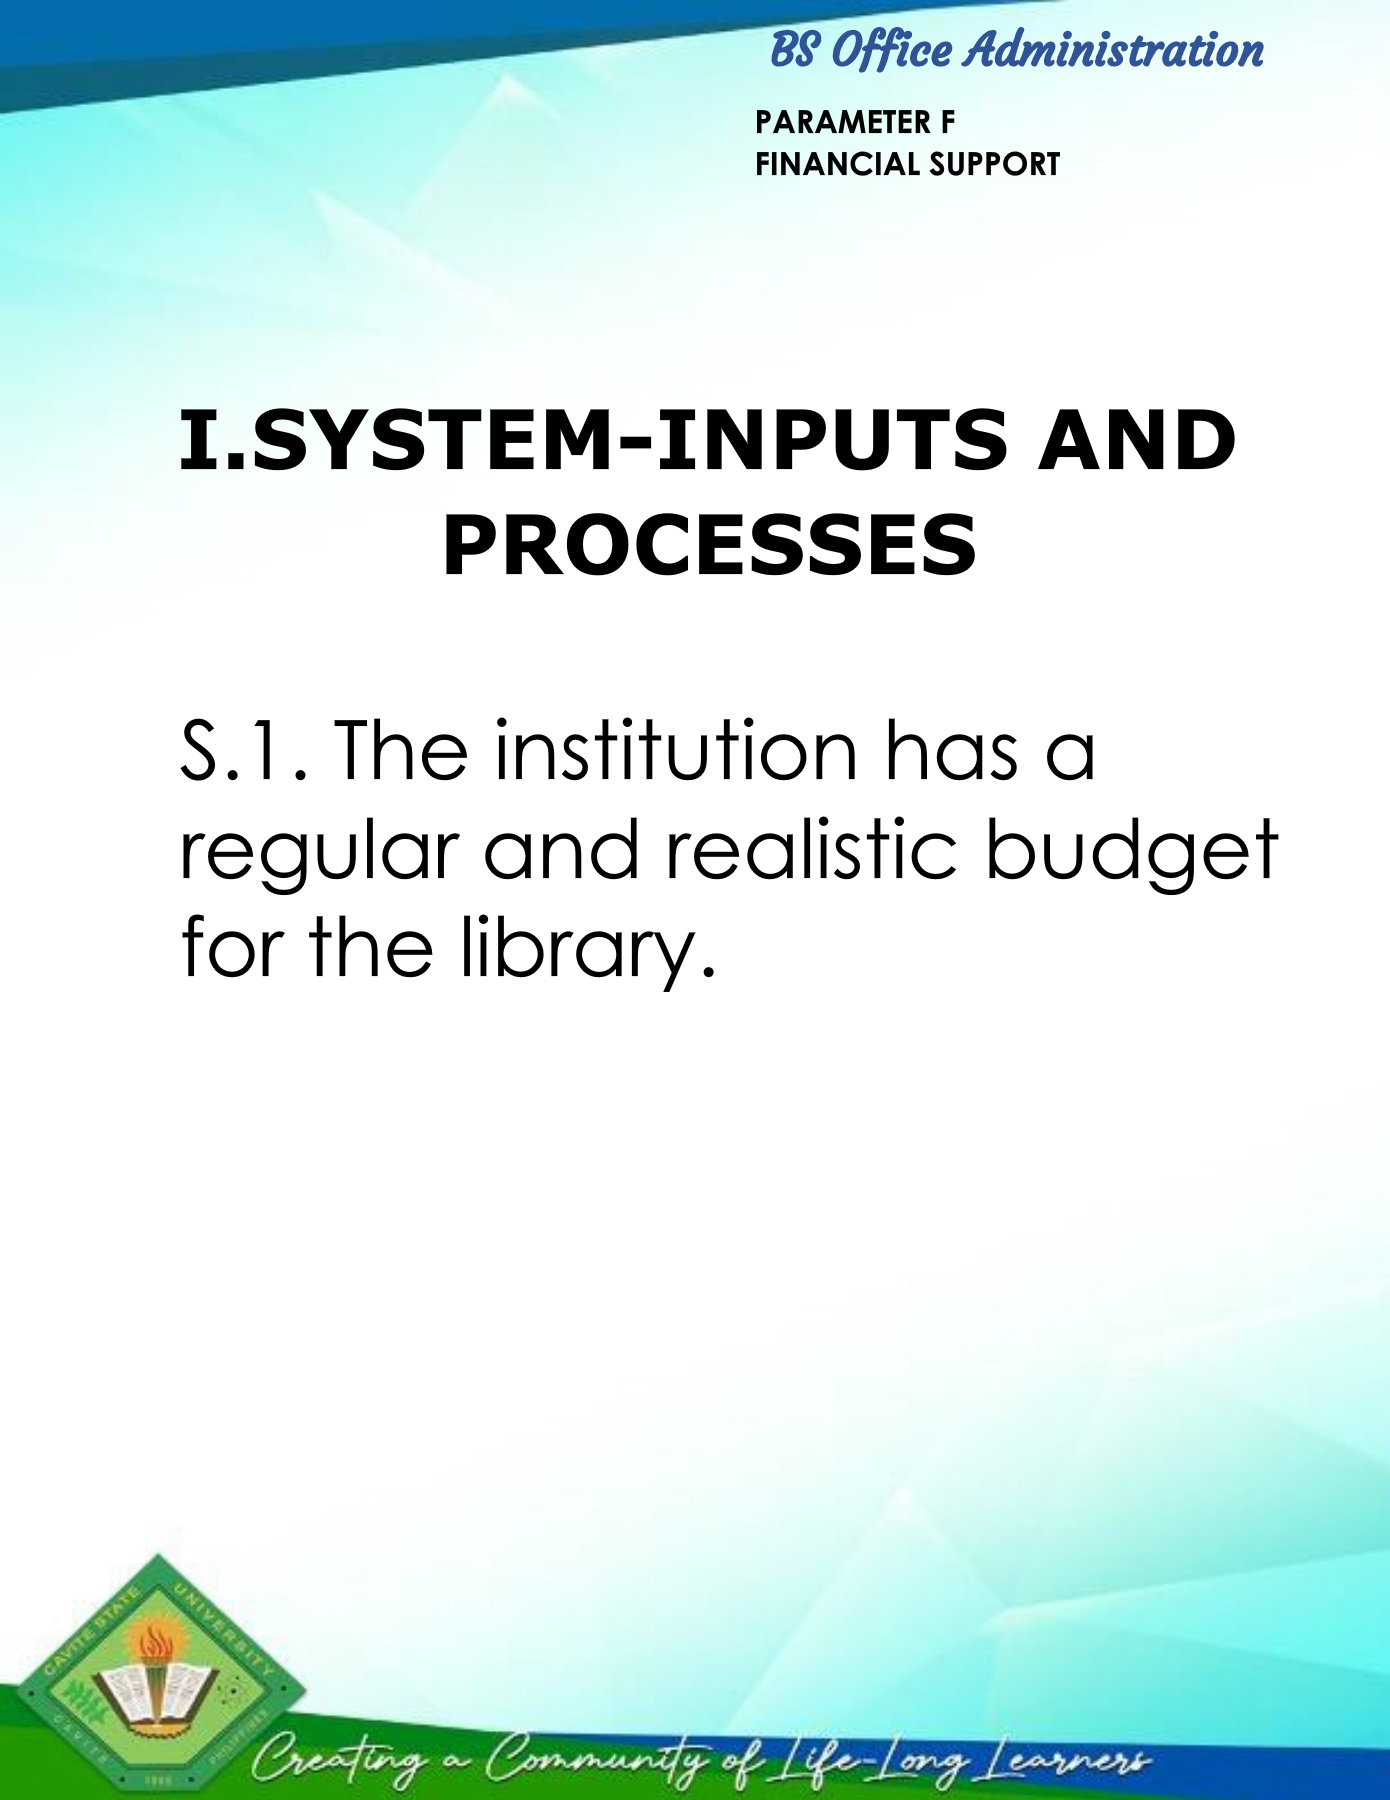 BS Office Administration
PARAMETER F
FINANCIAL SUPPORT
I.SYSTEM-INPUTS AND
PROCESSES
S.1. The institution has a
regular and realistic budget
for the library.
CAVITE STATE UNIVERSITY
CAVITE
PHILIPPINES
1906
Creating a Community of Life-Long Learners